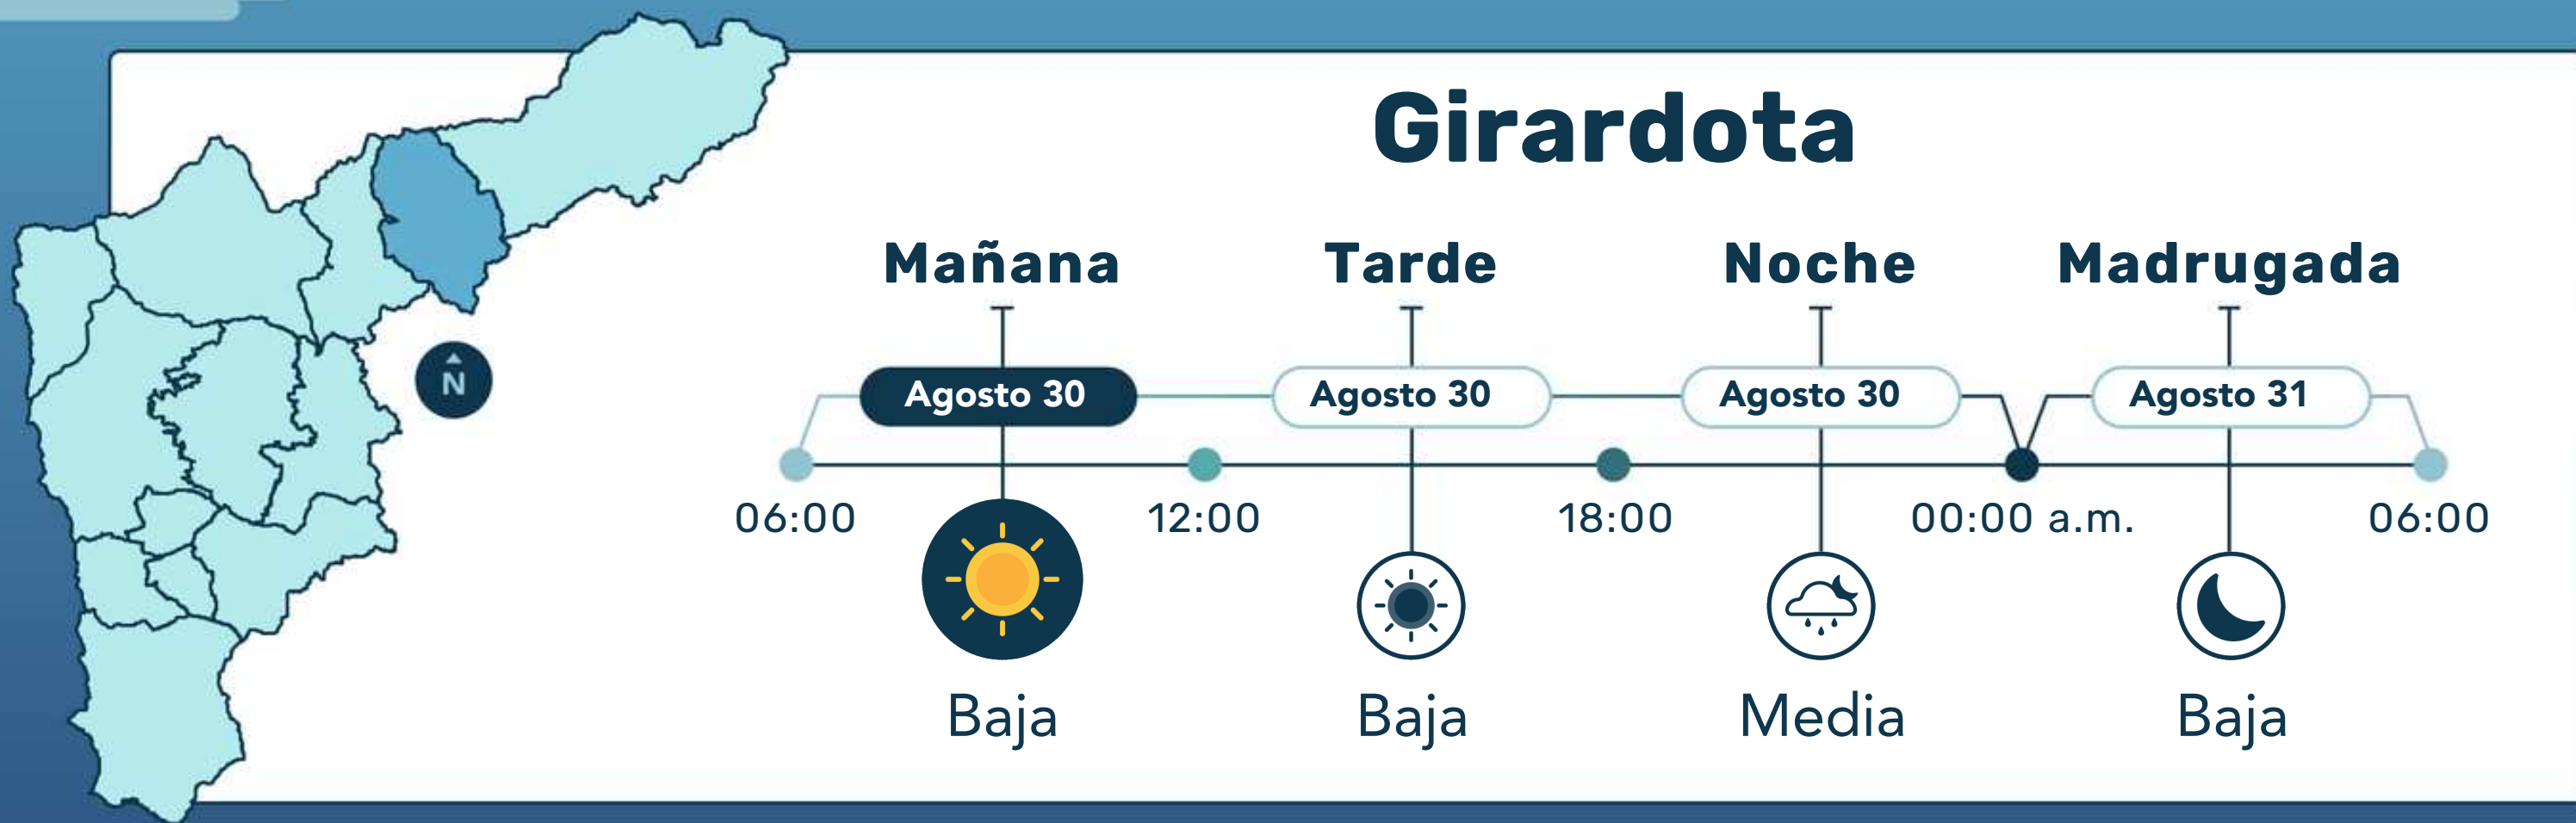 Girardota
Mañana Tarde Noche Madrugada
Agosto 30 Agosto 30 Agosto 30 Agosto 31
N
06:00 12:00 18:00 00:00 a.m. 06:00
Baja Baja Media Baja